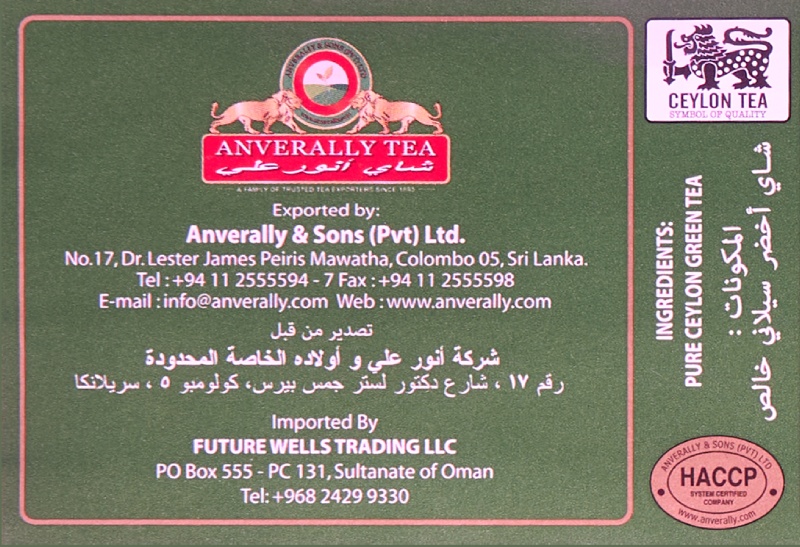 ANVERALLY & SONS (PVT) LTD
ANVERALLY TEA
شاي أنور علي
A FAMILY OF TRUSTED TEA EXPORTERS SINCE
Exported by:
Anverally & Sons (Pvt) Ltd.
No.17, Dr. Lester James Peiris Mawatha, Colombo 05, Sri Lanka.
Tel : +94 11 2555594 - 7 Fax : +94 11 2555598
E-mail : info@anverally.com Web : www.anverally.com
تصدير من قبل
شركة أنور علي و أولاده الخاصة المحدودة
رقم ١٧ ، شارع دكتور لستر جمس بيرس، كولومبو ٥ ، سريلانكا
Imported By
FUTURE WELLS TRADING LLC
PO Box 555 - PC 131, Sultanate of Oman
Tel: +968 2429 9330
CEYLON TEA
SYMBOL OF QUALITY
INGREDIENTS:
PURE CEYLON GREEN TEA
المكونات :
شاي أخضر سيلاني خالص
ANVERALLY & SONS (PVT) LTD
HACCP
SYSTEM CERTIFIED
COMPANY
www.anverally.com